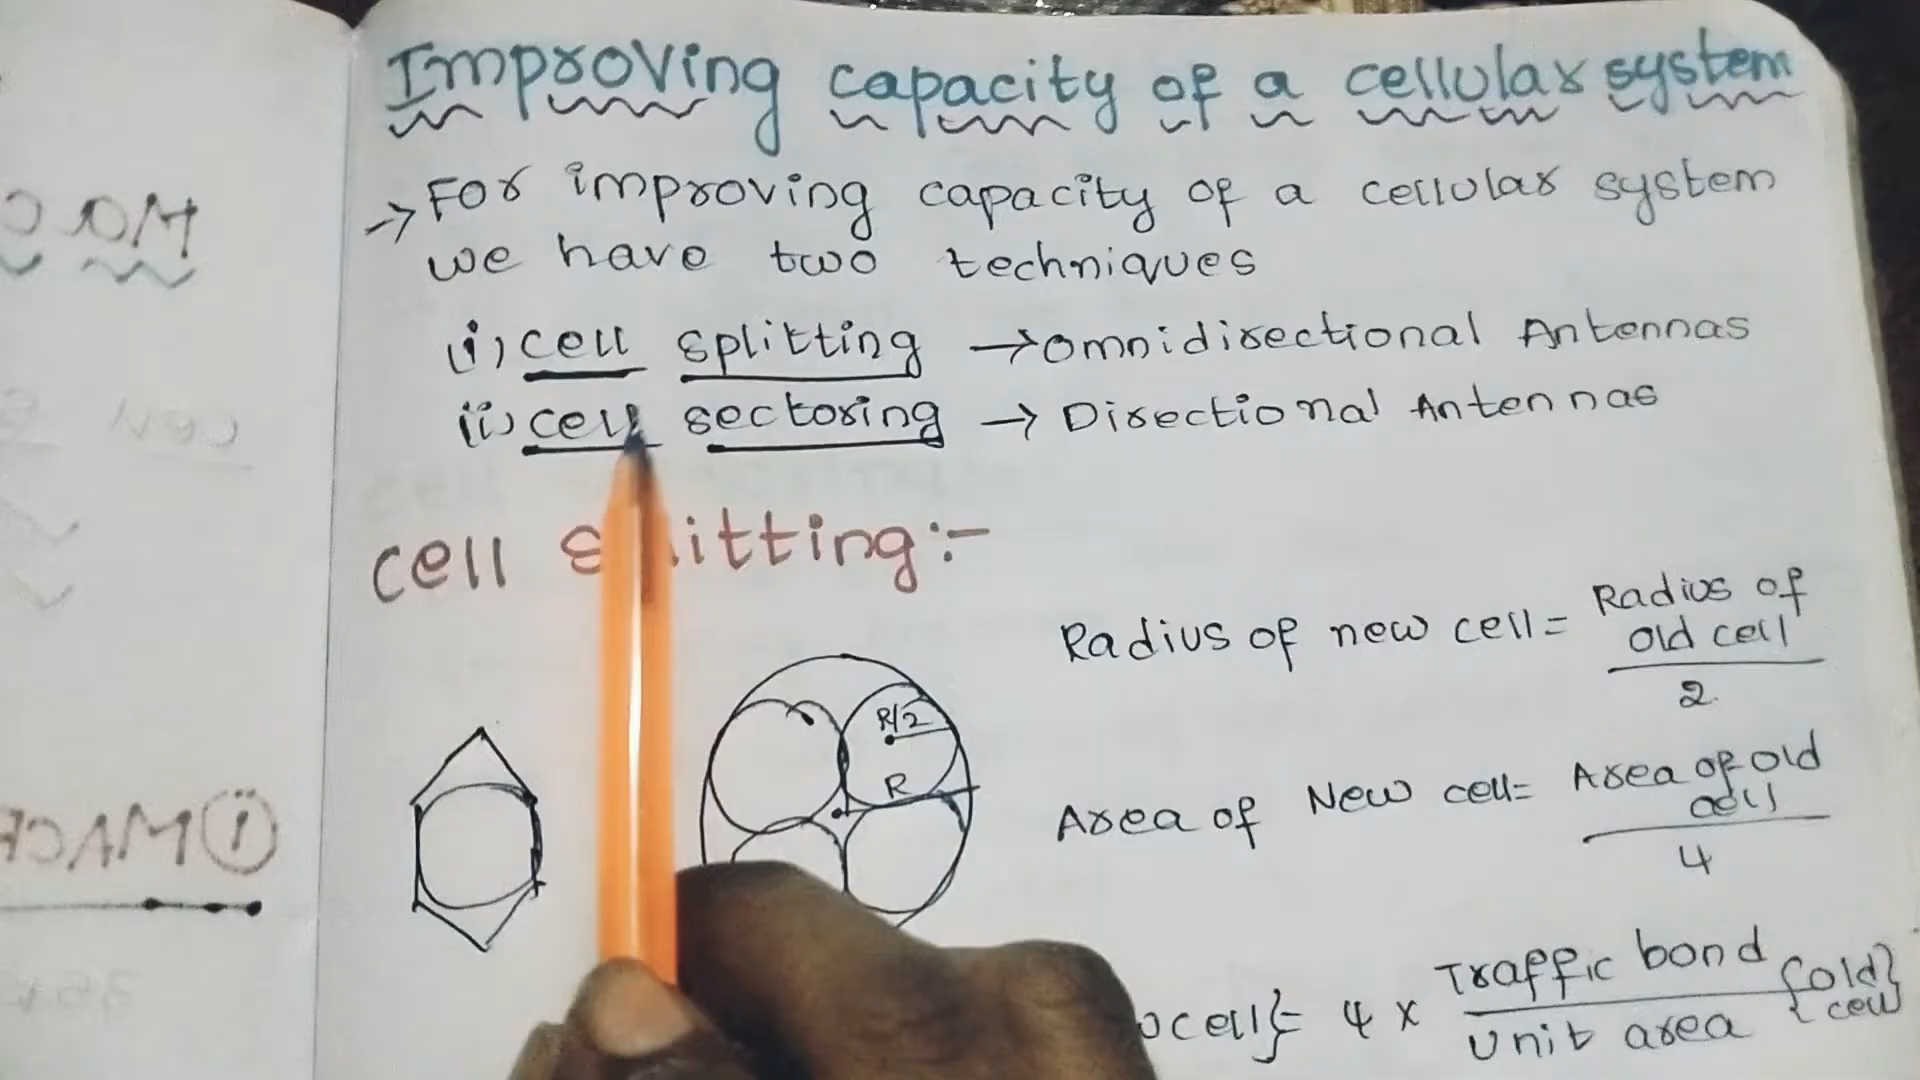 Improving capacity of a cellular system
→ For improving capacity of a cellular system
we have two techniques
(i) cell splitting → Omnidirectional Antennas
(ii) cell sectoring → Directional Antennas
cell splitting:-
Radius of new cell = Radius of old cell
2
R/2
R
Area of New cell = Area of old cell
4
cell} = 4 x Traffic bond {old cell}
unit area